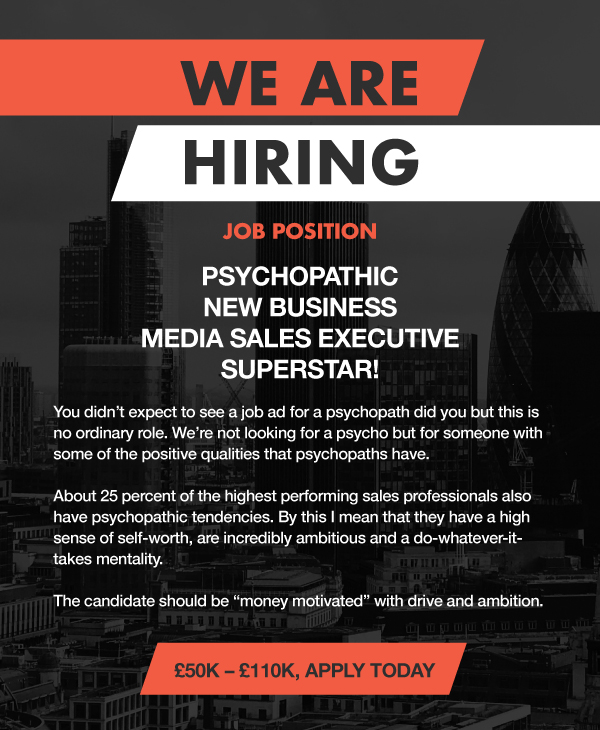 WE ARE
HIRING
JOB POSITION
PSYCHOPATHIC
NEW BUSINESS
MEDIA SALES EXECUTIVE
SUPERSTAR!
You didn't expect to see a job ad for a psychopath did you but this is
no ordinary role. We're not looking for a psycho but for someone with
some of the positive qualities that psychopaths have.
About 25 percent of the highest performing sales professionals also
have psychopathic tendencies. By this I mean that they have a high
sense of self-worth, are incredibly ambitious and a do-whatever-it-
takes mentality.
The candidate should be “money motivated” with drive and ambition.
£50K – £110K, APPLY TODAY